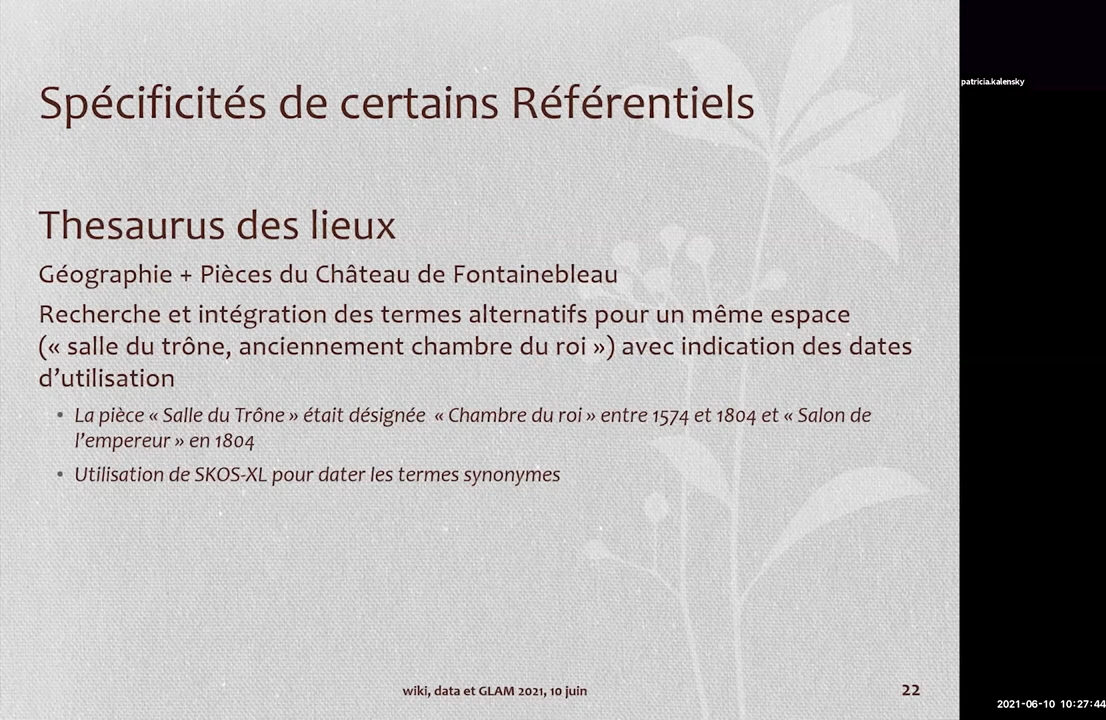 Spécificités de certains Référentiels
patricia.kalensky
Thesaurus des lieux
Géographie + Pièces du Château de Fontainebleau
Recherche et intégration des termes alternatifs pour un même espace
(« salle du trône, anciennement chambre du roi ») avec indication des dates
d’utilisation
• La pièce « Salle du Trône » était désignée « Chambre du roi » entre 1574 et 1804 et « Salon de
l’empereur » en 1804
• Utilisation de SKOS-XL pour dater les termes synonymes
wiki, data et GLAM 2021, 10 juin
22
2021-06-10 10:27:44